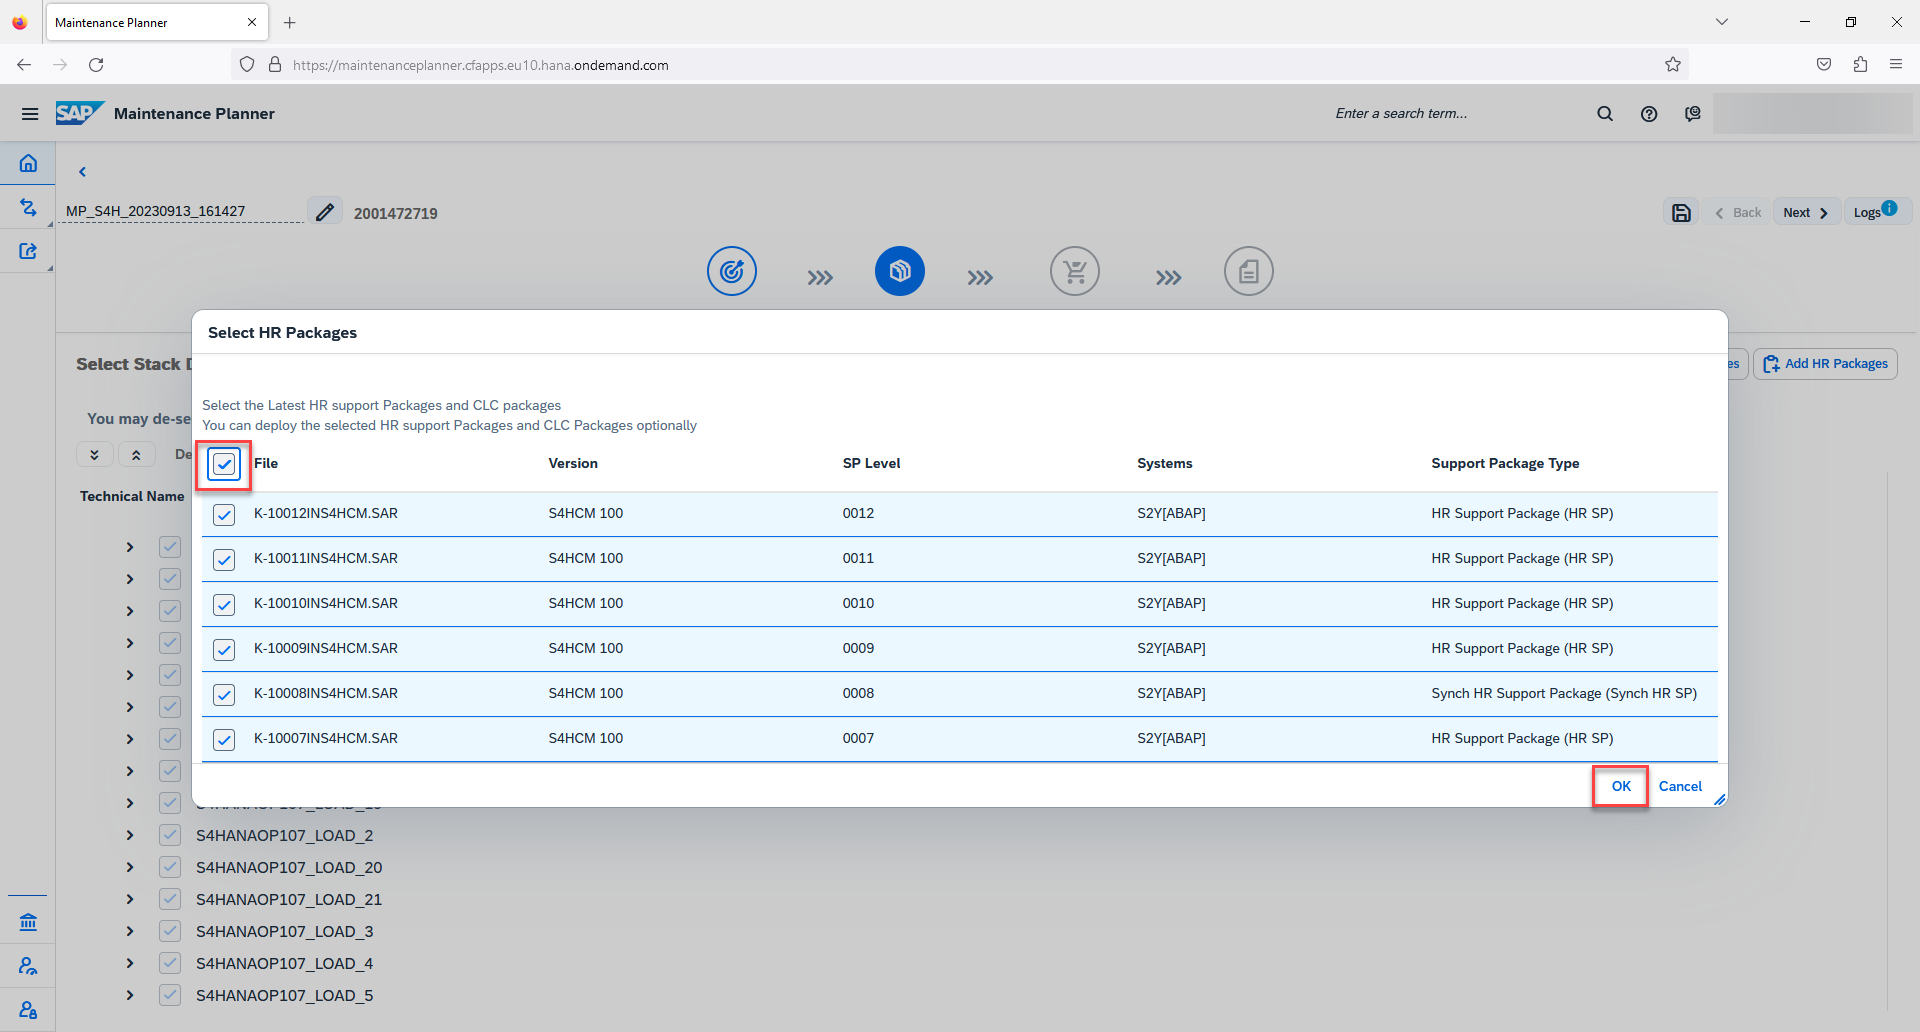 Maintenance Planner
https://maintenanceplanner.cfapps.eu10.hana.ondemand.com
SAP Maintenance Planner
Enter a search term...
MP_S4H_20230913_161427
2001472719
Back
Next
Logs
Select HR Packages
Select Stack D
es
Add HR Packages
Select the Latest HR support Packages and CLC packages
You may de-se
You can deploy the selected HR support Packages and CLC Packages optionally
De
File Version SP Level Systems Support Package Type
Technical Name
K-10012INS4HCM.SAR S4HCM 100 0012 S2Y[ABAP] HR Support Package (HR SP)
K-10011INS4HCM.SAR S4HCM 100 0011 S2Y[ABAP] HR Support Package (HR SP)
K-10010INS4HCM.SAR S4HCM 100 0010 S2Y[ABAP] HR Support Package (HR SP)
K-10009INS4HCM.SAR S4HCM 100 0009 S2Y[ABAP] HR Support Package (HR SP)
K-10008INS4HCM.SAR S4HCM 100 0008 S2Y[ABAP] Synch HR Support Package (Synch HR SP)
K-10007INS4HCM.SAR S4HCM 100 0007 S2Y[ABAP] HR Support Package (HR SP)
OK
Cancel
S4HANAOP107_LOAD_2
S4HANAOP107_LOAD_20
S4HANAOP107_LOAD_21
S4HANAOP107_LOAD_3
S4HANAOP107_LOAD_4
S4HANAOP107_LOAD_5